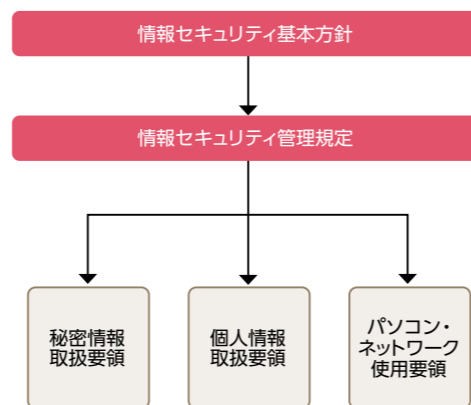 情報セキュリティ基本方針
情報セキュリティ管理規定
秘密情報
取扱要領
個人情報
取扱要領
パソコン・
ネットワーク
使用要領